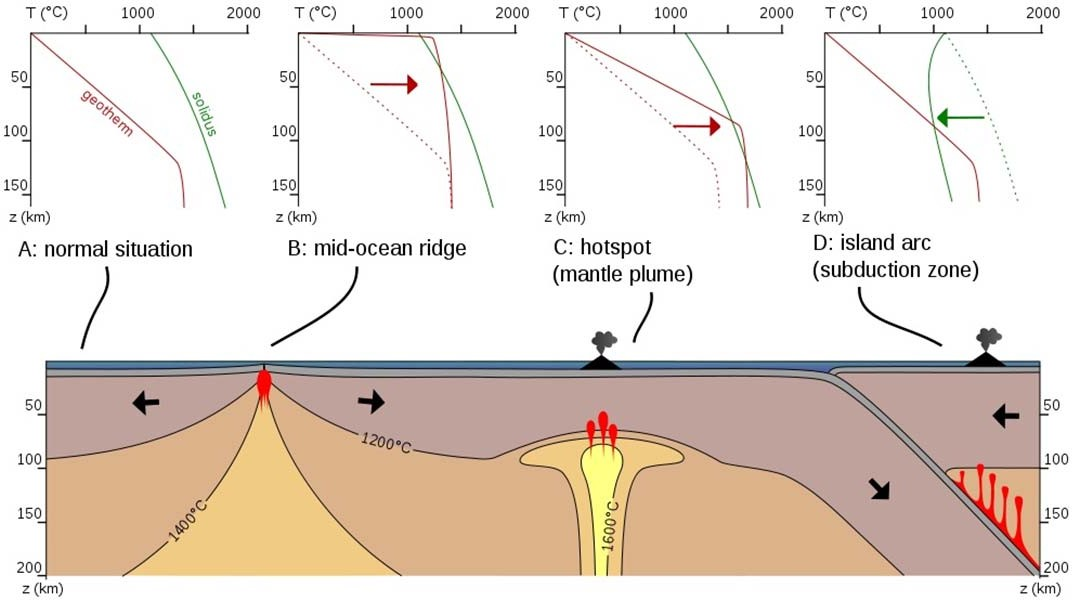 T (°C) 1000 2000
50
100
150
z (km)
geotherm
solidus
T (°C) 1000 2000
50
100
150
z (km)
T (°C) 1000 2000
50
100
150
z (km)
T (°C) 1000 2000
50
100
150
z (km)
A: normal situation
B: mid-ocean ridge
C: hotspot
(mantle plume)
D: island arc
(subduction zone)
50
100
150
200
z (km)
1200°C
1400°C
1600°C
50
100
150
200
z (km)